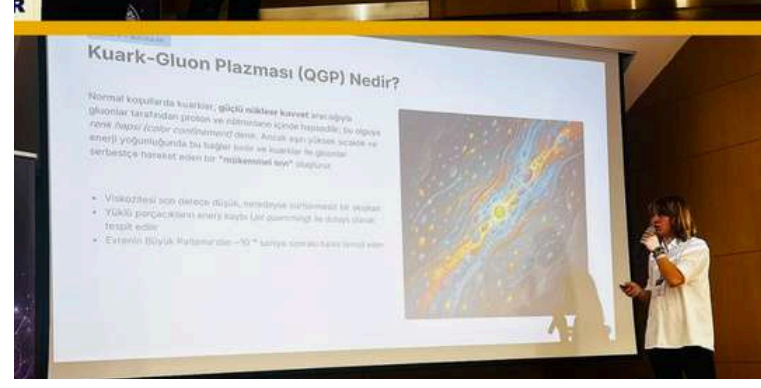 R
Kuark-Gluon Plazması (QGP) Nedir?
Normal koşullarda kuarklar, güçlü nükleer kuvvet aracılığıyla
gluonlar tarafından proton ve nötronların içinde hapsedilir, bu olguya
renk hapsi (color confinement) denir. Ancak aşırı yüksek sıcaklık ve
enerji yoğunluğunda bu bağlar kırılır ve kuarklar ile gluonlar
serbestçe hareket eden bir "mükemmel sıvı" oluşturur.
• Viskozitesi son derece düşük, neredeyse sürtünmesiz bir akışkan
• Yüklü parçacıkların enerji kaybı (jet quenching) ile dolaylı olarak
tespit edilir
• Evrenin Büyük Patlama'dan ~10 saniye sonraki halini temsil eder